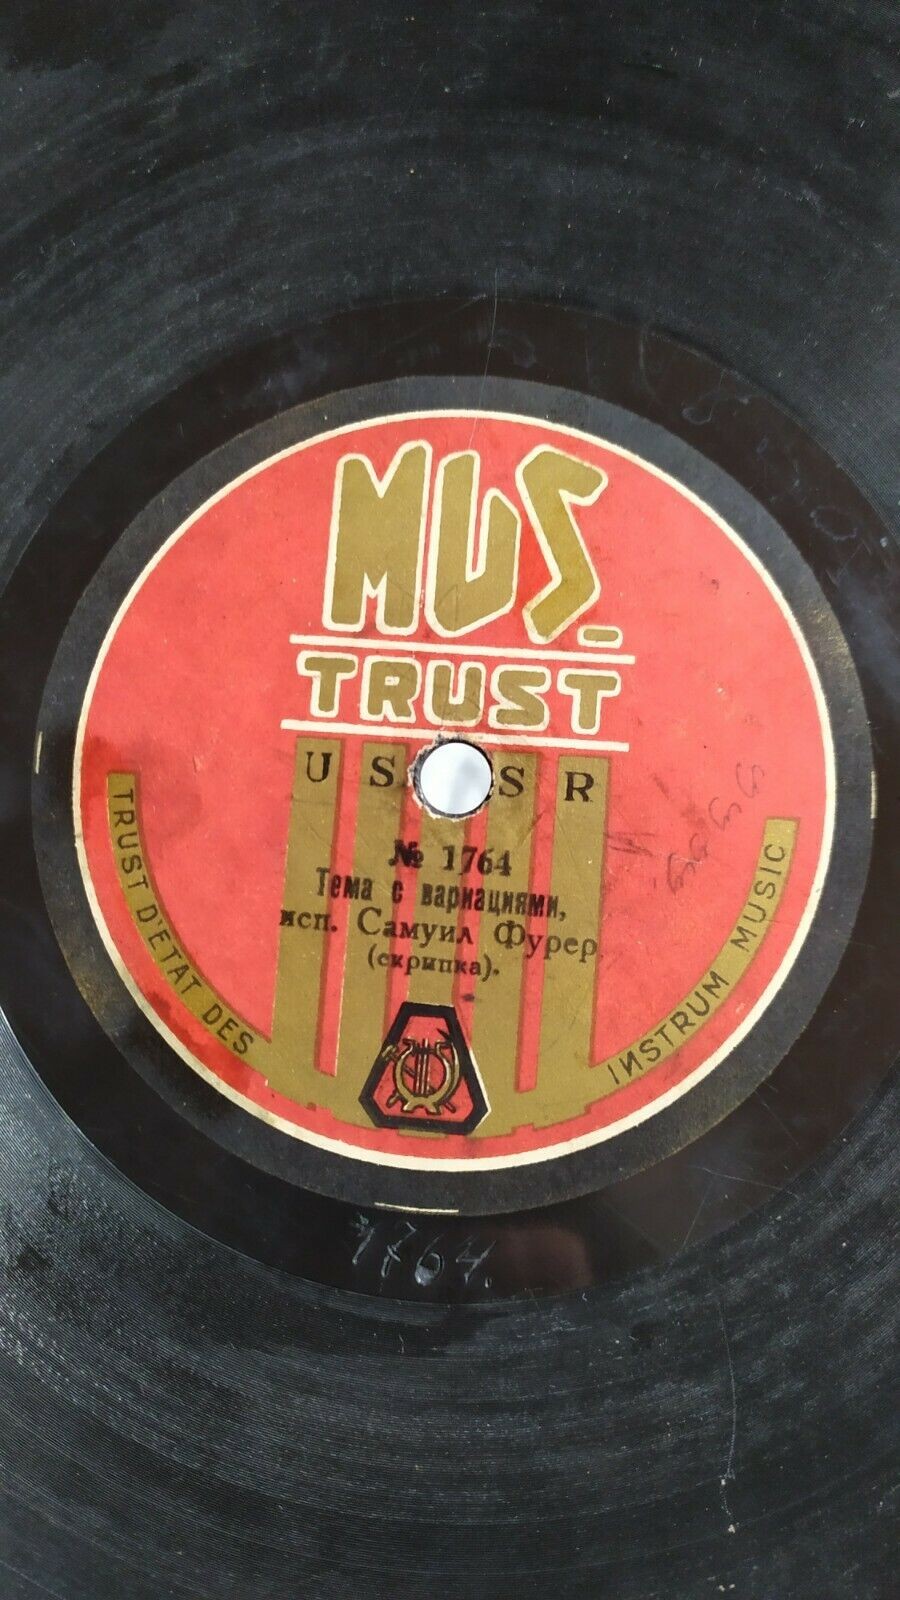 MUS-
TRUST
U S S R
№ 1764
Тема с вариациями,
исп. Самуил Фурер
(скрипка).
TRUST D'ETAT DES
INSTRUM MUSIC
1764.